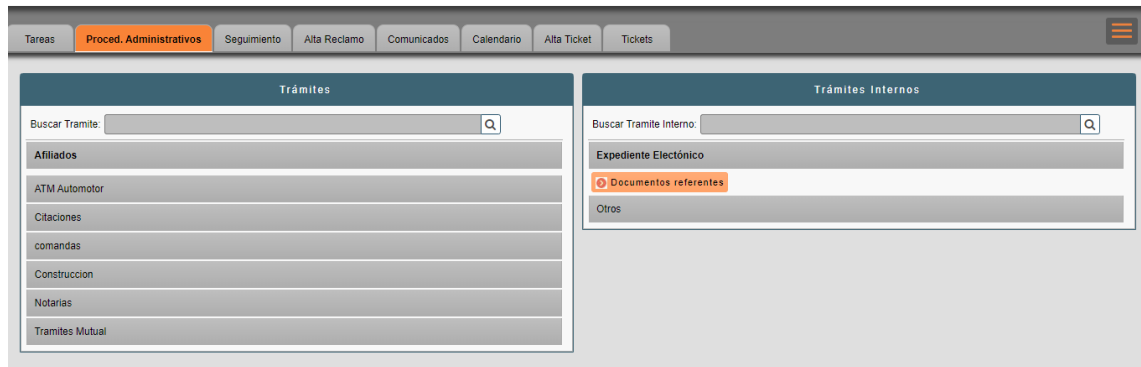 Tareas Proced. Administrativos Seguimiento Alta Reclamo Comunicados Calendario Alta Ticket Tickets
Trámites
Buscar Tramite:
Afiliados
ATM Automotor
Citaciones
comandas
Construccion
Notarias
Tramites Mutual
Trámites Internos
Buscar Tramite Interno:
Expediente Electónico
Documentos referentes
Otros